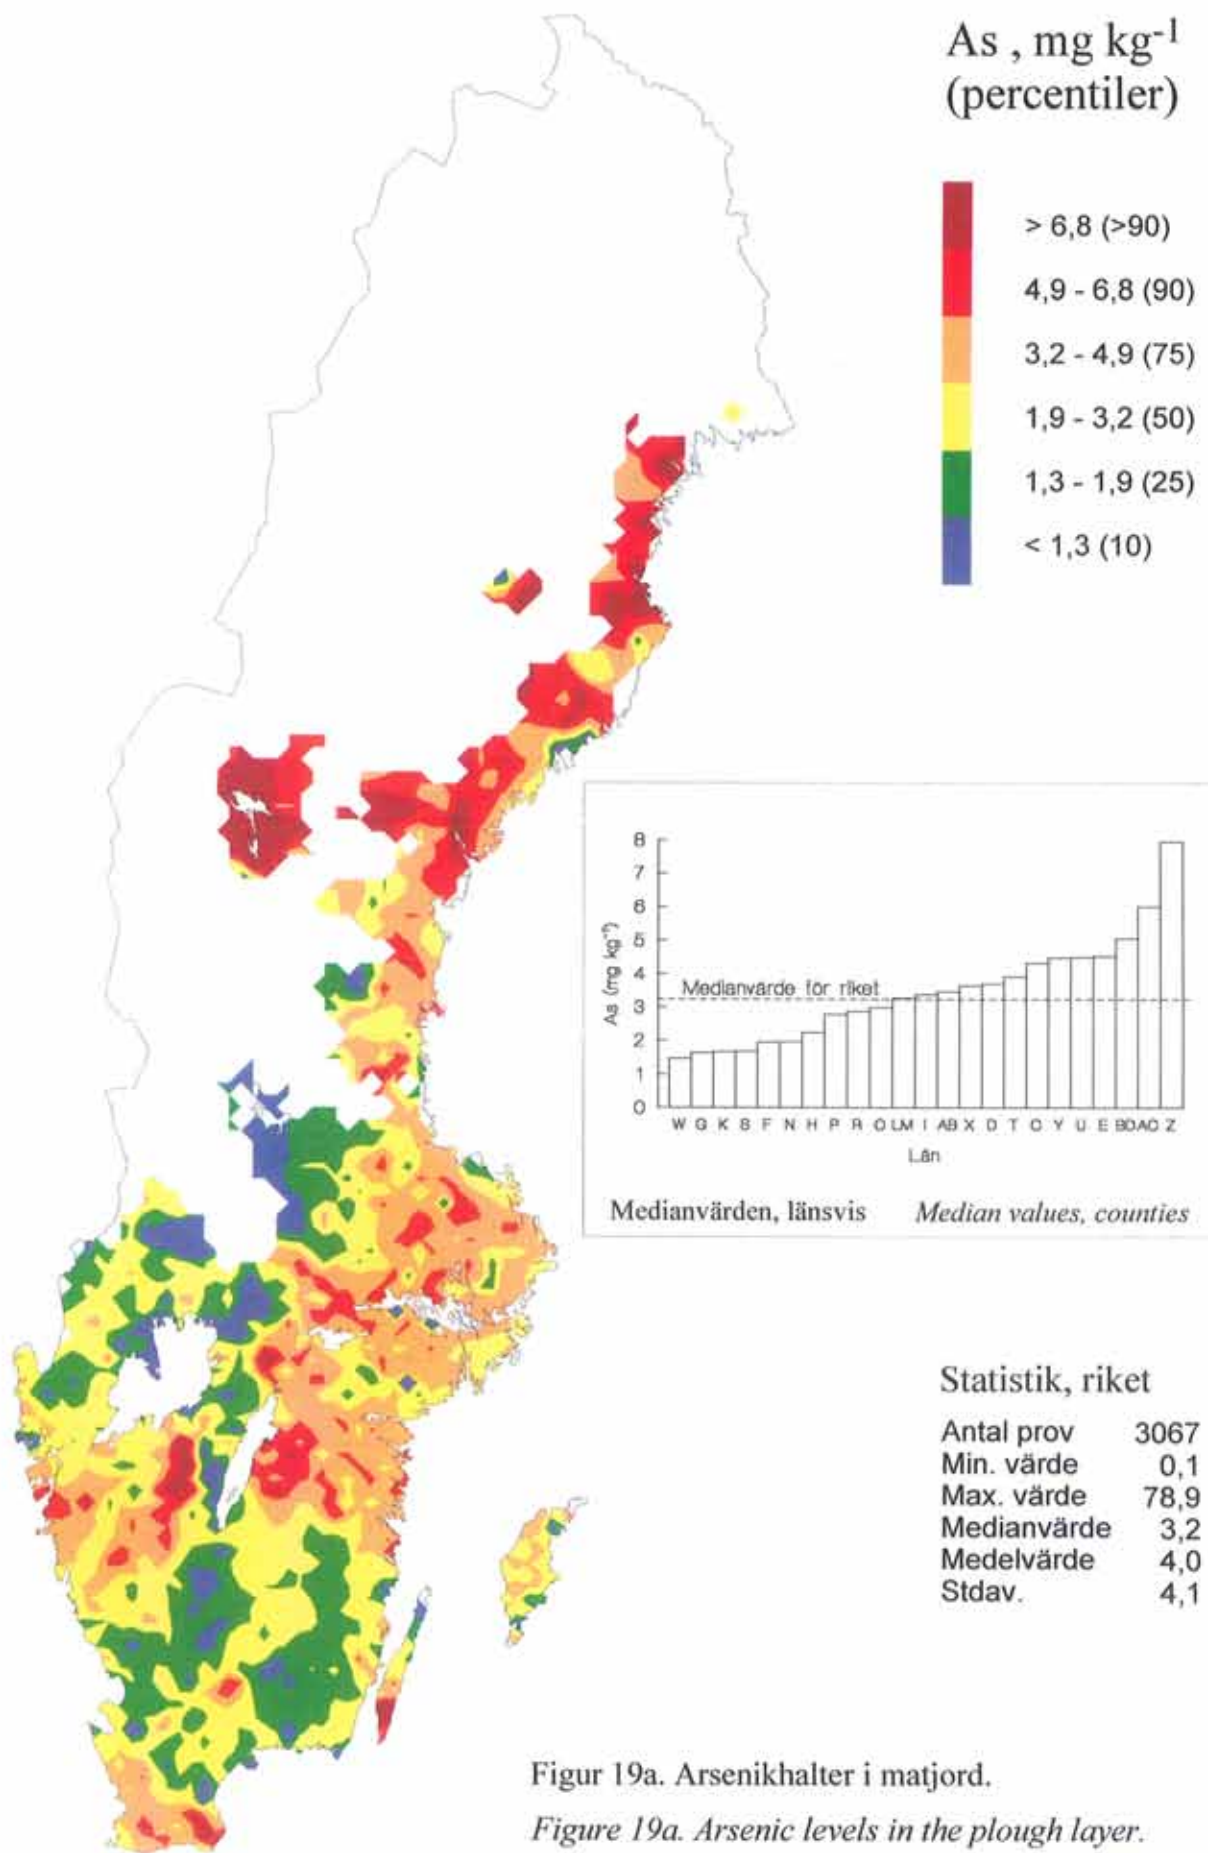 As , mg kg⁻¹
(percentiler)
> 6,8 (>90)
4,9 - 6,8 (90)
3,2 - 4,9 (75)
1,9 - 3,2 (50)
1,3 - 1,9 (25)
< 1,3 (10)
8
7
6
5
4
3
2
1
0
As (mg kg⁻¹)
Medianvärde för riket
W G K S F N H P R O LM I AB X D T C Y U E BD AC Z
Län
Medianvärden, länsvis Median values, counties
Statistik, riket
Antal prov 3067
Min. värde 0,1
Max. värde 78,9
Medianvärde 3,2
Medelvärde 4,0
Stdav. 4,1
Figur 19a. Arsenikhalter i matjord.
Figure 19a. Arsenic levels in the plough layer.